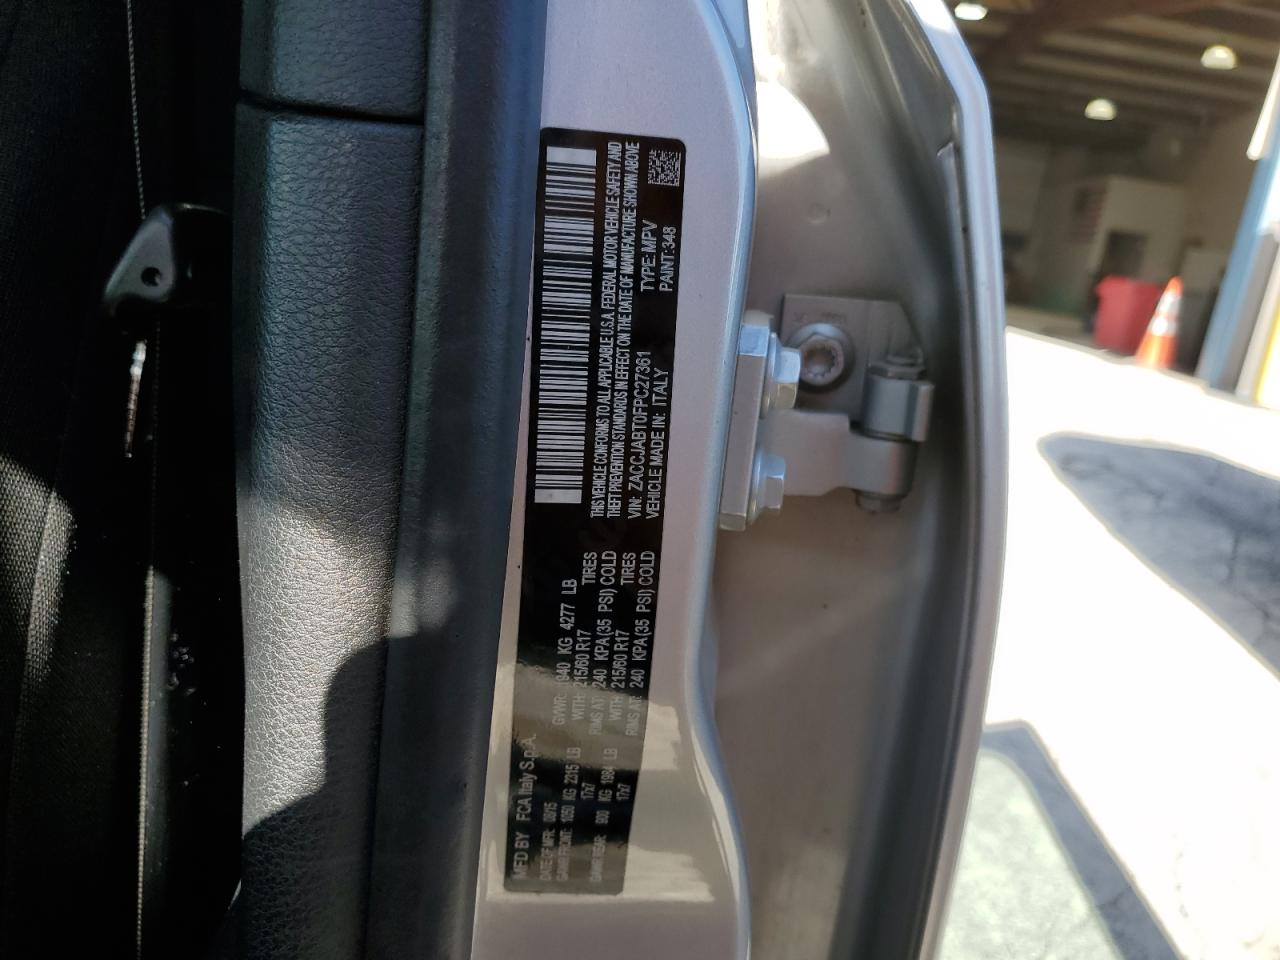 MFD BY FCA Italy S.p.A.
DATE OF MFR: 08/15 GVWR: 1940 KG 4277 LB
GAWR FRONT: 1050 KG 2315 LB WITH: 215/60 R17 TIRES
17x7 RIMS AT: 240 KPA(35 PSI) COLD
GAWR REAR: 900 KG 1984 LB WITH: 215/60 R17 TIRES
17x7 RIMS AT: 240 KPA(35 PSI) COLD
THIS VEHICLE CONFORMS TO ALL APPLICABLE U.S.A. FEDERAL MOTOR VEHICLE SAFETY AND
THEFT PREVENTION STANDARDS IN EFFECT ON THE DATE OF MANUFACTURE SHOWN ABOVE
VIN: ZACCJABT0FPC27361 TYPE: MPV
VEHICLE MADE IN: ITALY PAINT: 348